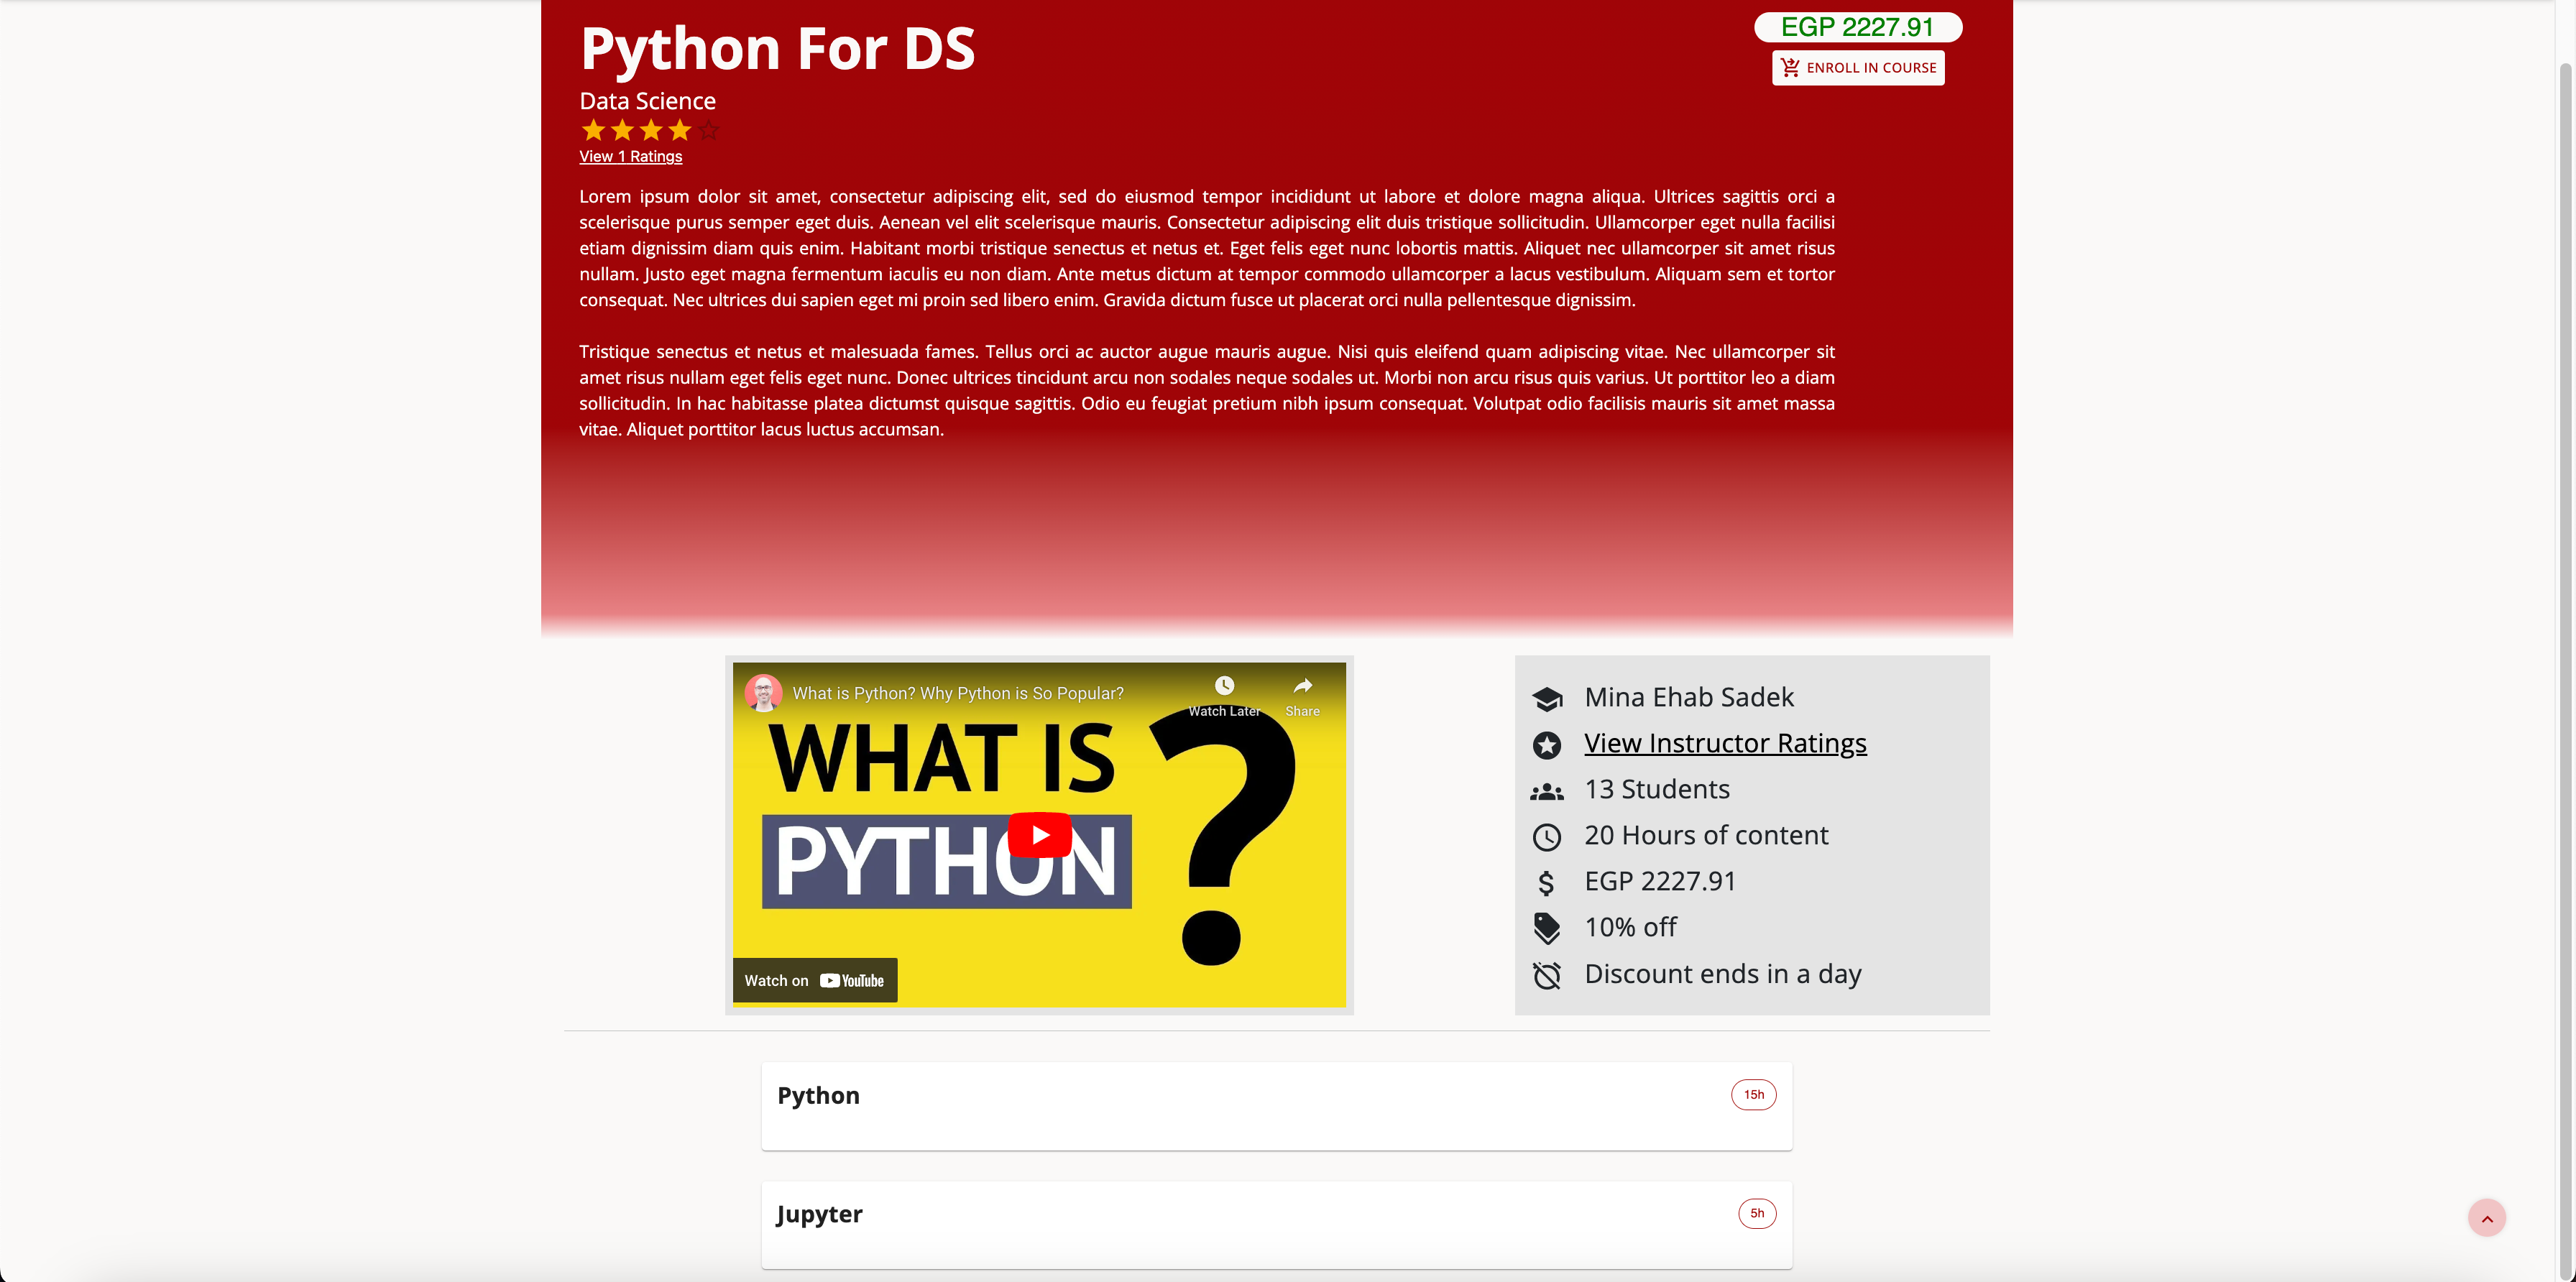 Python For DS
EGP 2227.91
ENROLL IN COURSE
Data Science
View 1 Ratings
Lorem ipsum dolor sit amet, consectetur adipiscing elit, sed do eiusmod tempor incididunt ut labore et dolore magna aliqua. Ultrices sagittis orci a
scelerisque purus semper eget duis. Aenean vel elit scelerisque mauris. Consectetur adipiscing elit duis tristique sollicitudin. Ullamcorper eget nulla facilisi
etiam dignissim diam quis enim. Habitant morbi tristique senectus et netus et. Eget felis eget nunc lobortis mattis. Aliquet nec ullamcorper sit amet risus
nullam. Justo eget magna fermentum iaculis eu non diam. Ante metus dictum at tempor commodo ullamcorper a lacus vestibulum. Aliquam sem et tortor
consequat. Nec ultrices dui sapien eget mi proin sed libero enim. Gravida dictum fusce ut placerat orci nulla pellentesque dignissim.
Tristique senectus et netus et malesuada fames. Tellus orci ac auctor augue mauris augue. Nisi quis eleifend quam adipiscing vitae. Nec ullamcorper sit
amet risus nullam eget felis eget nunc. Donec ultrices tincidunt arcu non sodales neque sodales ut. Morbi non arcu risus quis varius. Ut porttitor leo a diam
sollicitudin. In hac habitasse platea dictumst quisque sagittis. Odio eu feugiat pretium nibh ipsum consequat. Volutpat odio facilisis mauris sit amet massa
vitae. Aliquet porttitor lacus luctus accumsan.
What is Python? Why Python is So Popular?
Watch Later
Share
WHAT IS
PYTHON
?
Watch on YouTube
Mina Ehab Sadek
View Instructor Ratings
13 Students
20 Hours of content
EGP 2227.91
10% off
Discount ends in a day
Python
15h
Jupyter
5h